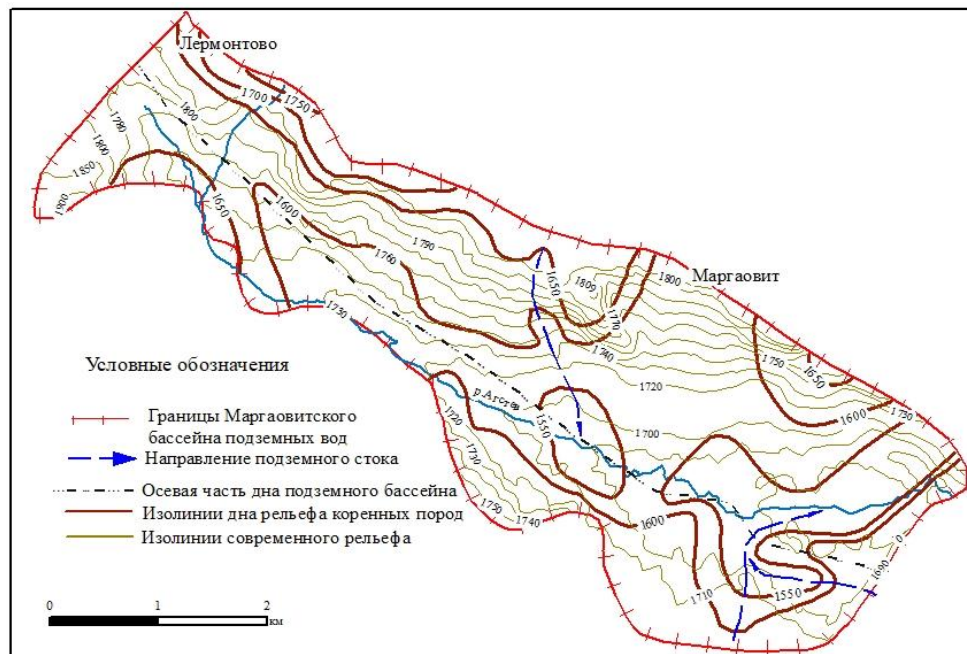 Лермонтово
1700
1750
1800
1780
1800
1850
1900
1650
1600
1790
1760
1730
1650
1809
1770
1800
Маргаовит
1740
1720
1750
1650
1600
1730
1700
р.Агстев
1550
1720
1730
1750
1740
1600
1710
1550
1690
0
Условные обозначения
Границы Маргаовитского
бассейна подземных вод
Направление подземного стока
Осевая часть дна подземного бассейна
Изолинии дна рельефа коренных пород
Изолинии современного рельефа
0 1 2
км